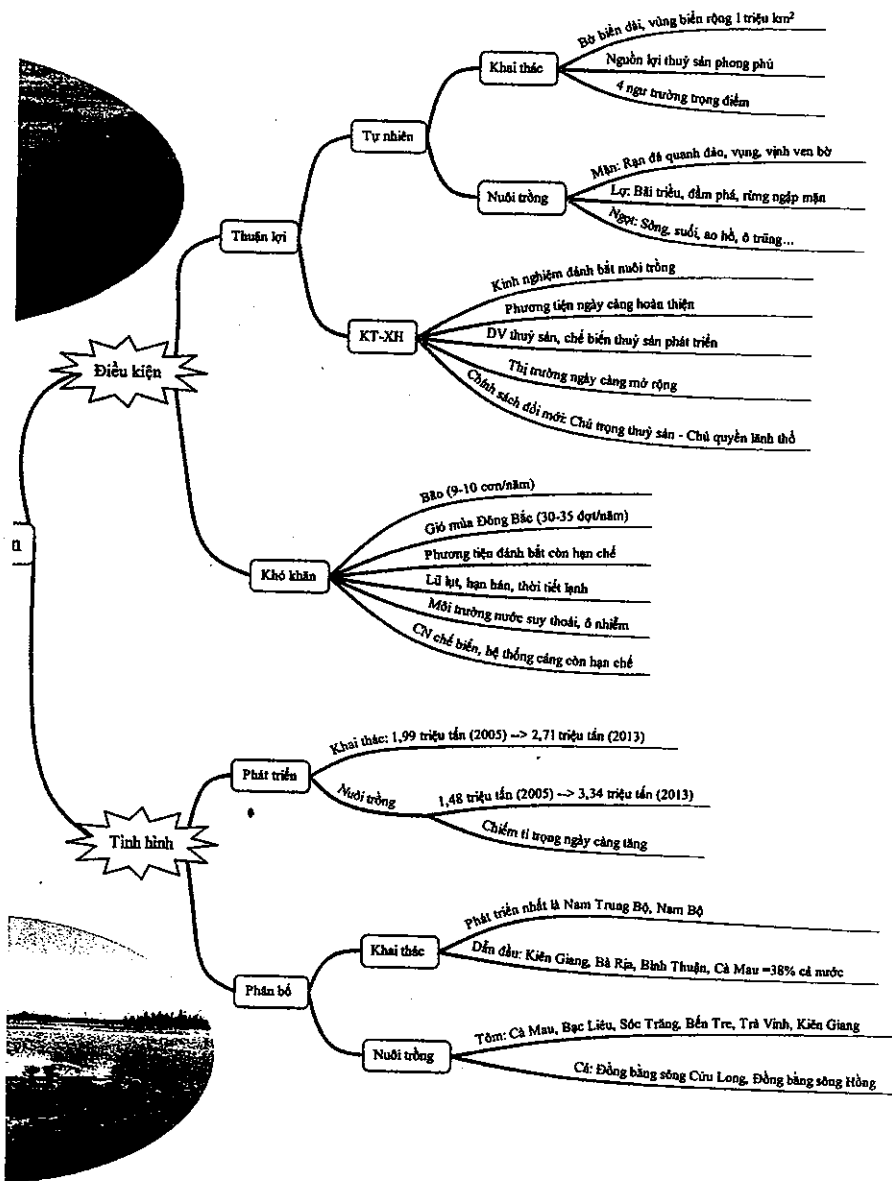 Điều kiện
Thuận lợi
Tự nhiên
Khai thác
Bờ biển dài, vùng biển rộng 1 triệu km²
Nguồn lợi thuỷ sản phong phú
4 ngư trường trọng điểm
Nuôi trồng
Mặn: Rạn đá quanh đảo, vụng, vịnh ven bờ
Lợ: Bãi triều, đầm phá, rừng ngập mặn
Ngọt: Sông, suối, ao hồ, ô trũng...
KT-XH
Kinh nghiệm đánh bắt nuôi trồng
Phương tiện ngày càng hoàn thiện
DV thuỷ sản, chế biến thuỷ sản phát triển
Thị trường ngày càng mở rộng
Chính sách đổi mới: Chú trọng thuỷ sản - Chủ quyền lãnh thổ
Khó khăn
Bão (9-10 cơn/năm)
Gió mùa Đông Bắc (30-35 đợt/năm)
Phương tiện đánh bắt còn hạn chế
Lũ lụt, hạn hán, thời tiết lạnh
Môi trường nước suy thoái, ô nhiễm
CN chế biến, hệ thống cảng còn hạn chế
Tình hình
Phát triển
Khai thác: 1,99 triệu tấn (2005) --> 2,71 triệu tấn (2013)
Nuôi trồng
1,48 triệu tấn (2005) --> 3,34 triệu tấn (2013)
Chiếm tỉ trọng ngày càng tăng
Phân bố
Khai thác
Phát triển nhất là Nam Trung Bộ, Nam Bộ
Dẫn đầu: Kiên Giang, Bà Rịa, Bình Thuận, Cà Mau =38% cả nước
Nuôi trồng
Tôm: Cà Mau, Bạc Liêu, Sóc Trăng, Bến Tre, Trà Vinh, Kiên Giang
Cá: Đồng bằng sông Cửu Long, Đồng bằng sông Hồng